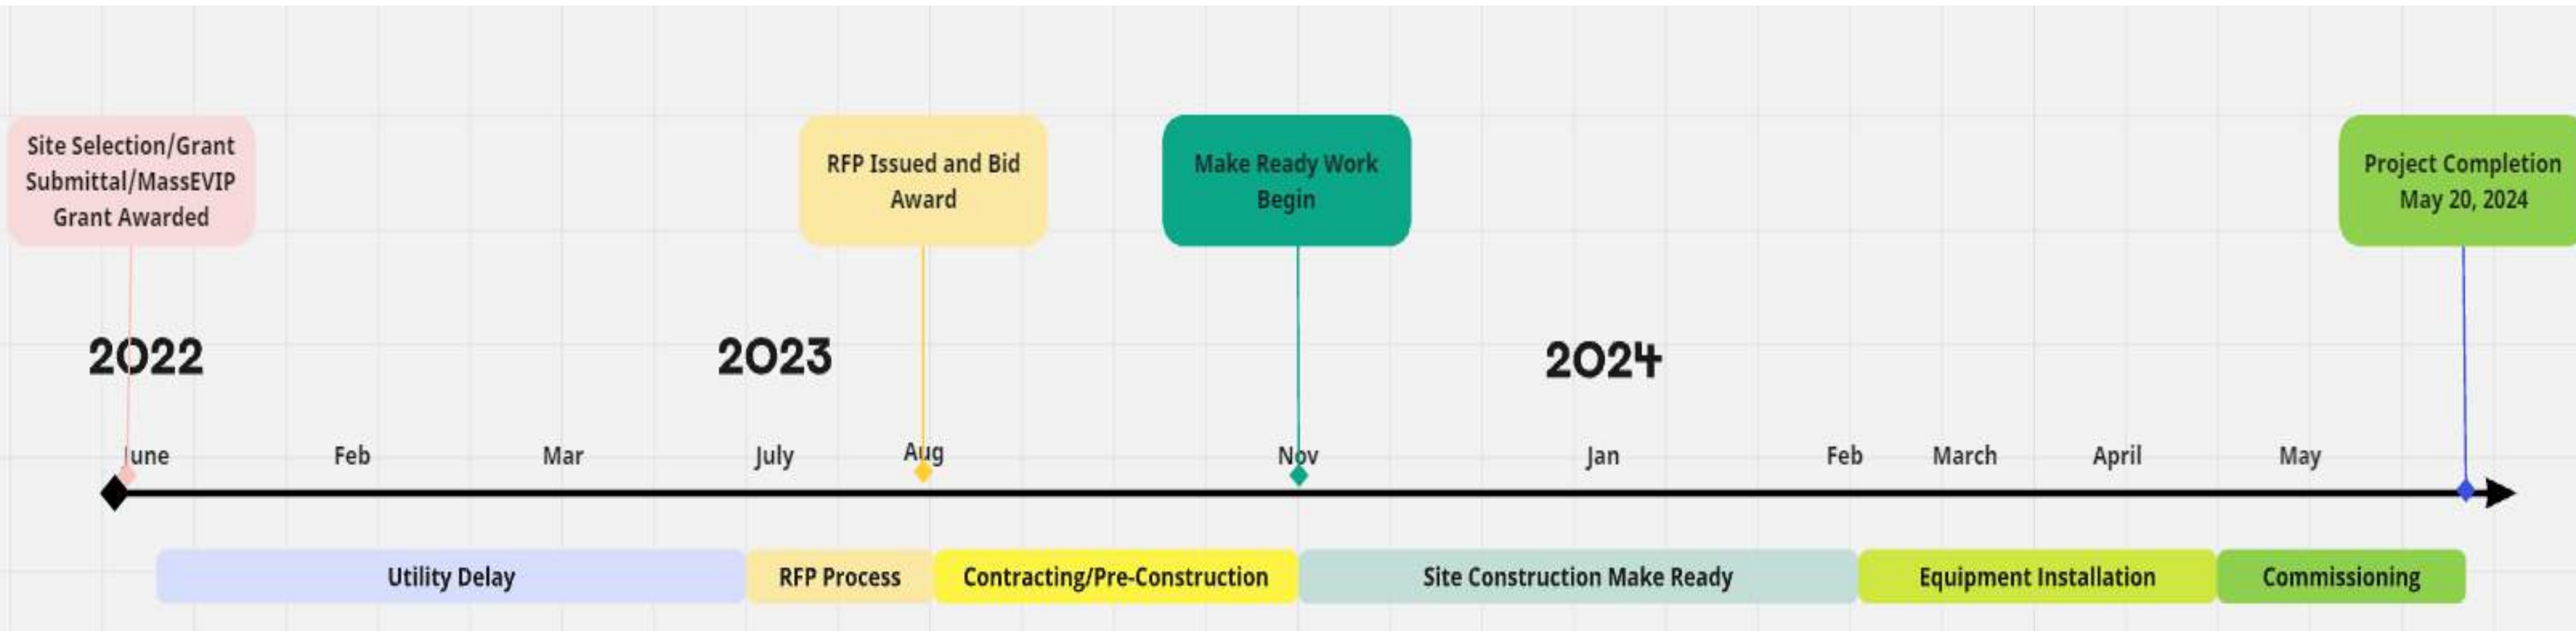 Site Selection/Grant
Submittal/MassEVIP
Grant Awarded
RFP Issued and Bid
Award
Make Ready Work
Begin
Project Completion
May 20, 2024
2022
2023
2024
June
Feb
Mar
July
Aug
Nov
Jan
Feb
March
April
May
Utility Delay
RFP Process
Contracting/Pre-Construction
Site Construction Make Ready
Equipment Installation
Commissioning